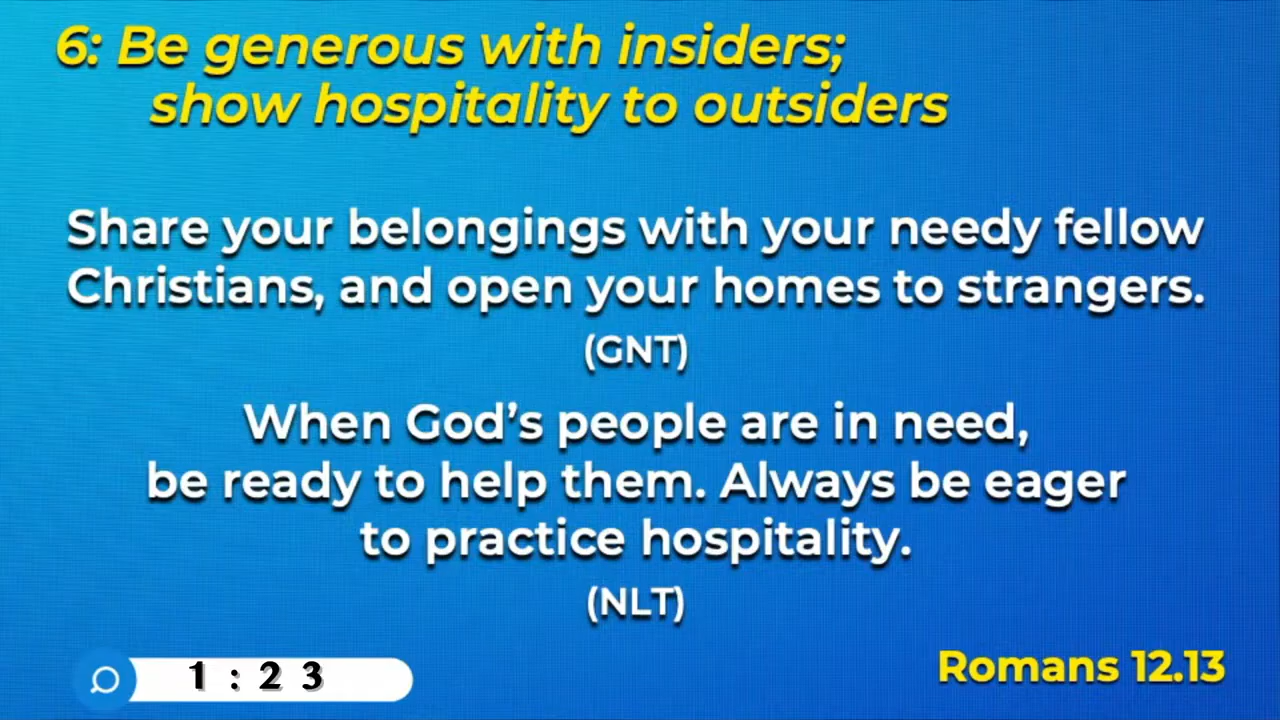 6: Be generous with insiders;
show hospitality to outsiders
Share your belongings with your needy fellow
Christians, and open your homes to strangers.
(GNT)
When God’s people are in need,
be ready to help them. Always be eager
to practice hospitality.
(NLT)
1:23
Romans 12.13